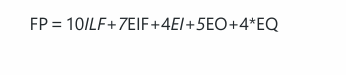 FP = 10ILF+7EIF+4EI+5EO+4*EQ